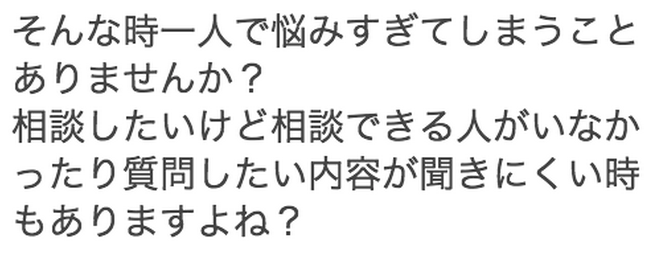 そんな時一人で悩みすぎてしまうこと
ありませんか？
相談したいけど相談できる人がいなか
ったり質問したい内容が聞きにくい時
もありますよね？